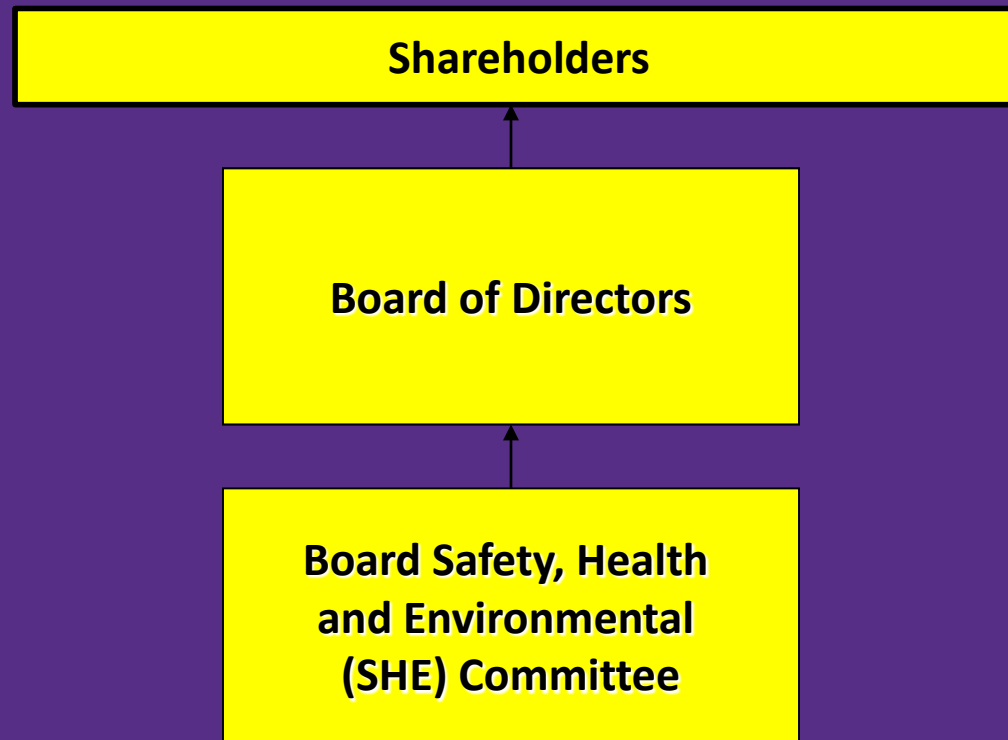 Shareholders
Board of Directors
Board Safety, Health
and Environmental
(SHE) Committee